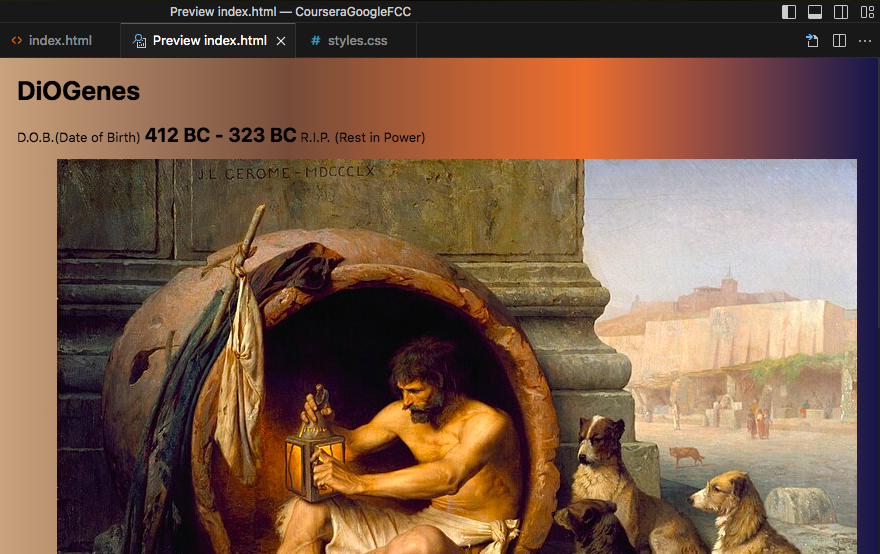 Preview index.html — CourseraGoogleFCC
index.html Preview index.html styles.css
DiOGenes
D.O.B.(Date of Birth) 412 BC - 323 BC R.I.P. (Rest in Power)
J.L. GEROME - MDCCCLX